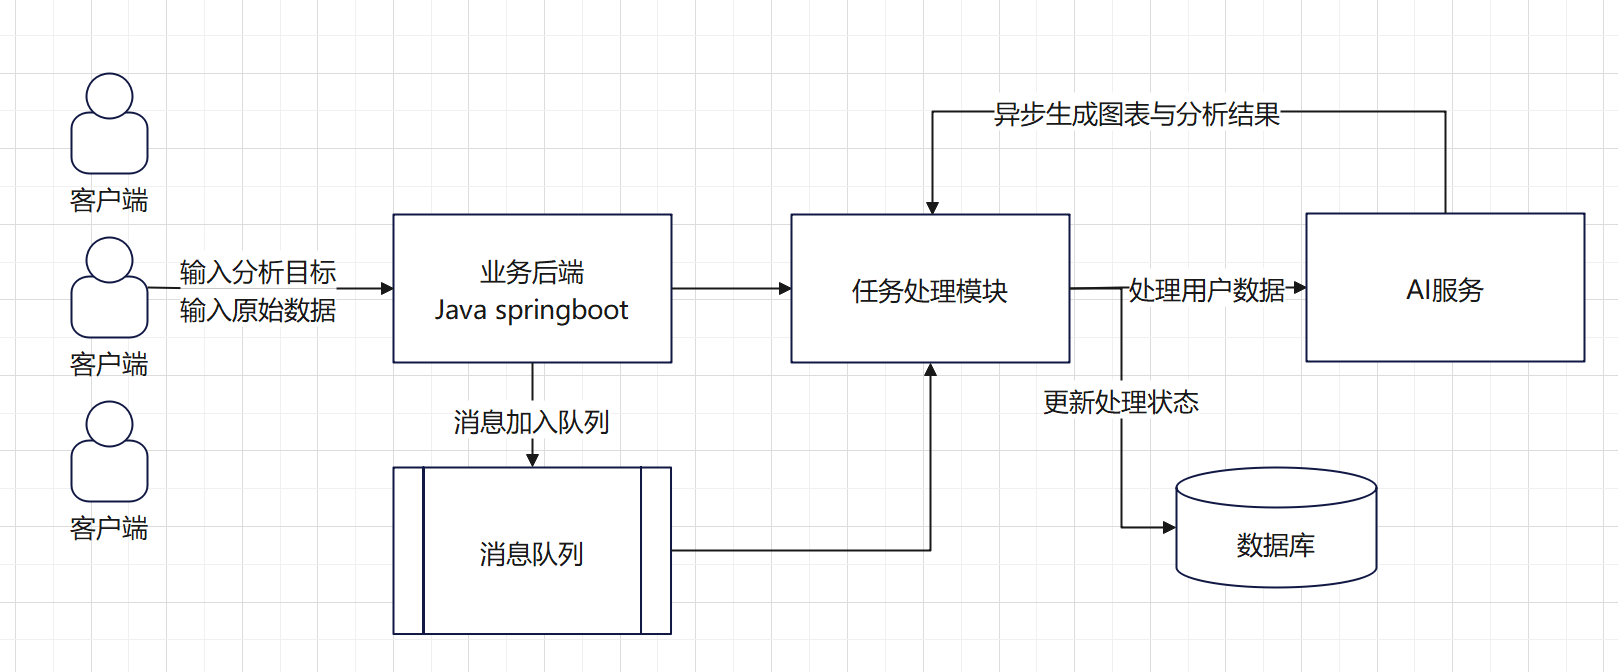 异步生成图表与分析结果
客户端
客户端
客户端
输入分析目标
输入原始数据
业务后端
Java springboot
任务处理模块
处理用户数据
AI服务
更新处理状态
消息加入队列
消息队列
数据库